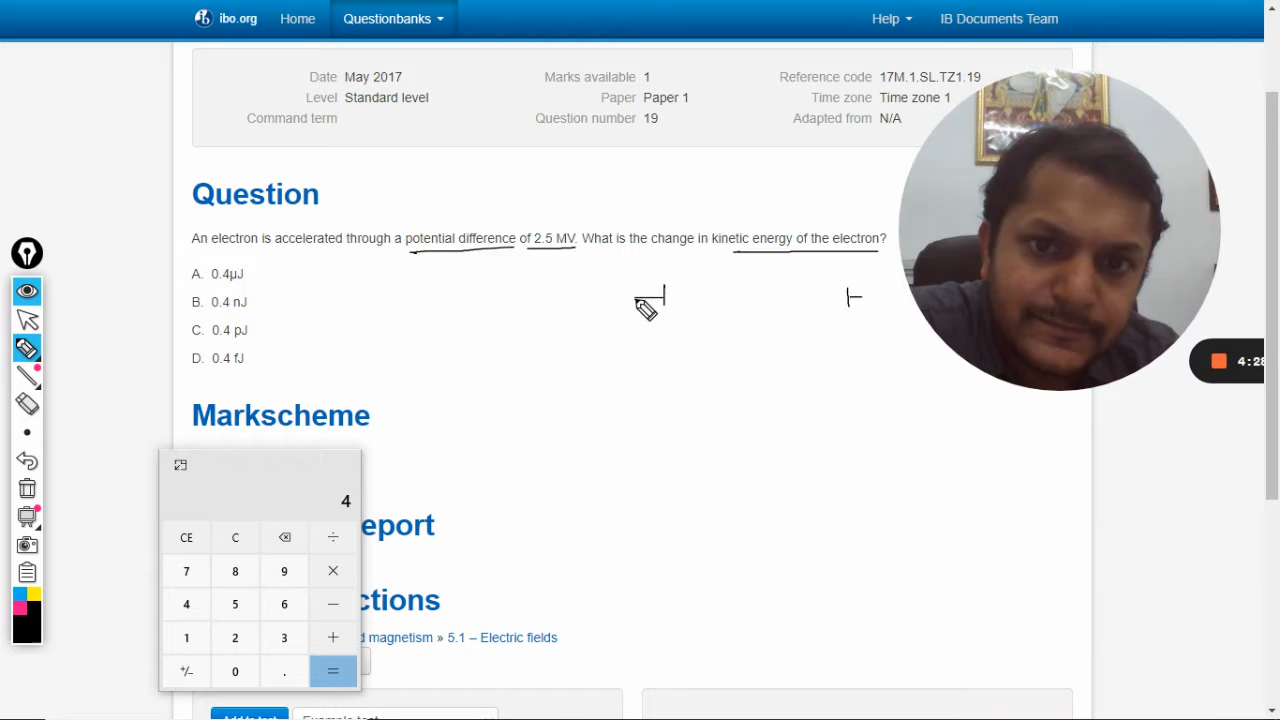 ibo.org Home Questionbanks Help IB Documents Team
Date May 2017 Marks available 1 Reference code 17M.1.SL.TZ1.19
Level Standard level Paper Paper 1 Time zone Time zone 1
Command term Question number 19 Adapted from N/A
Question
An electron is accelerated through a potential difference of 2.5 MV. What is the change in kinetic energy of the electron?
A. 0.4μJ
B. 0.4 nJ
C. 0.4 pJ
D. 0.4 fJ
4:28
Markscheme
4
eport
CE C ÷
7 8 9 ×
4 5 6 −
ctions
1 2 3 +
d magnetism » 5.1 – Electric fields
+/− 0 . =